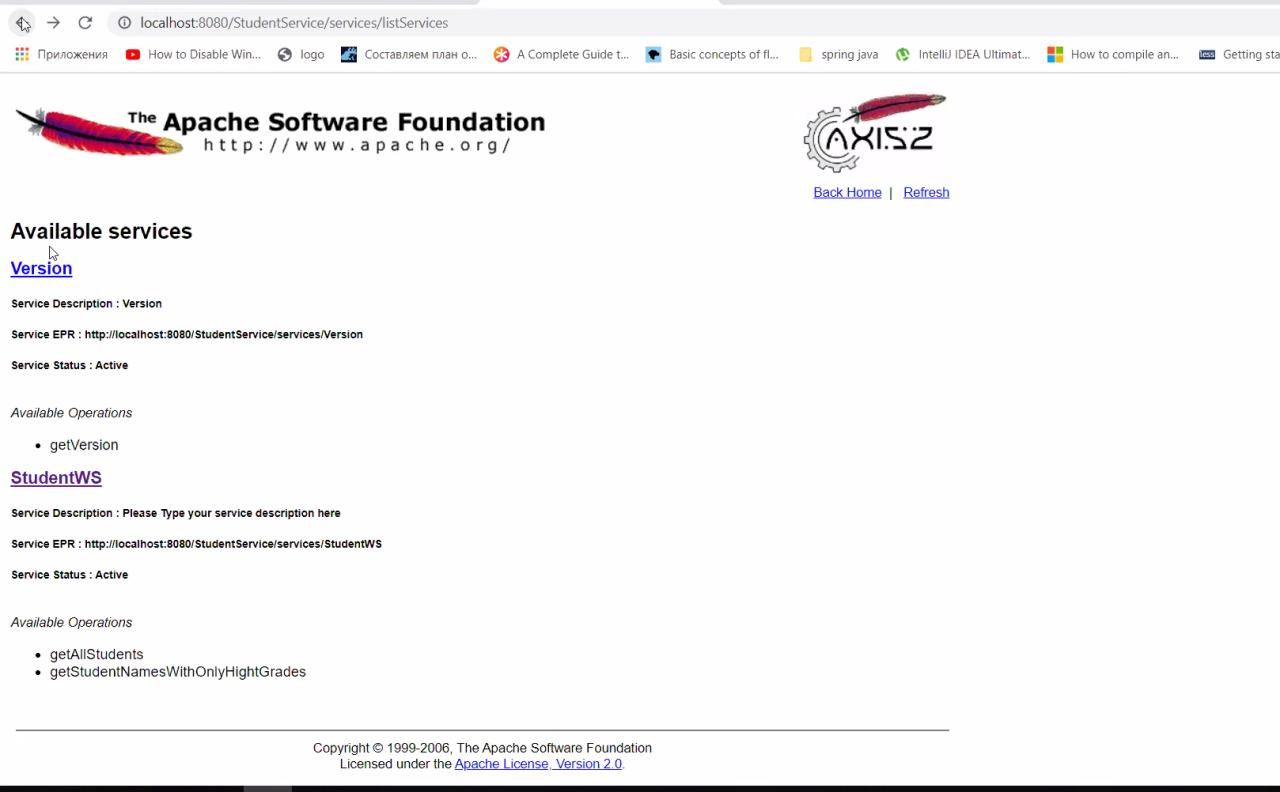 localhost:8080/StudentService/services/listServices
Приложения How to Disable Win... logo Составляем план о... A Complete Guide t... Basic concepts of fl... spring java IntelliJ IDEA Ultimat... How to compile an... less Getting sta
The Apache Software Foundation
http://www.apache.org/
AXIS2
Back Home | Refresh
Available services
Version
Service Description : Version
Service EPR : http://localhost:8080/StudentService/services/Version
Service Status : Active
Available Operations
• getVersion
StudentWS
Service Description : Please Type your service description here
Service EPR : http://localhost:8080/StudentService/services/StudentWS
Service Status : Active
Available Operations
• getAllStudents
• getStudentNamesWithOnlyHightGrades
Copyright © 1999-2006, The Apache Software Foundation
Licensed under the Apache License, Version 2.0.